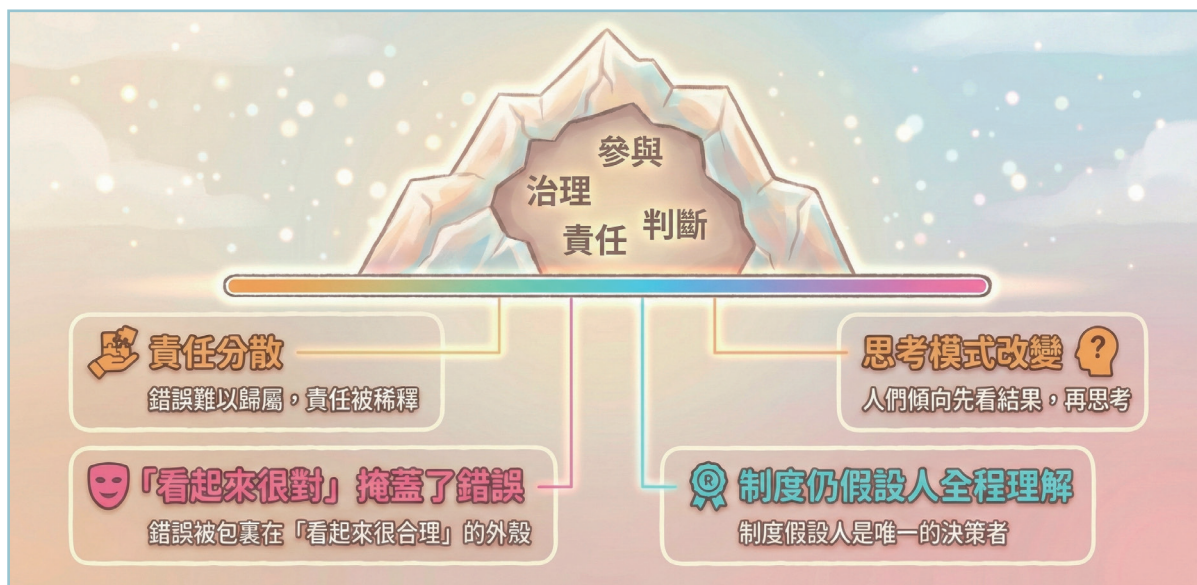 參與
治理
判斷
責任
責任分散
錯誤難以歸屬，責任被稀釋
思考模式改變
?
人們傾向先看結果，再思考
「看起來很對」掩蓋了錯誤
錯誤被包裹在「看起來很合理」的外殼
R
制度仍假設人全程理解
制度假設人是唯一的決策者